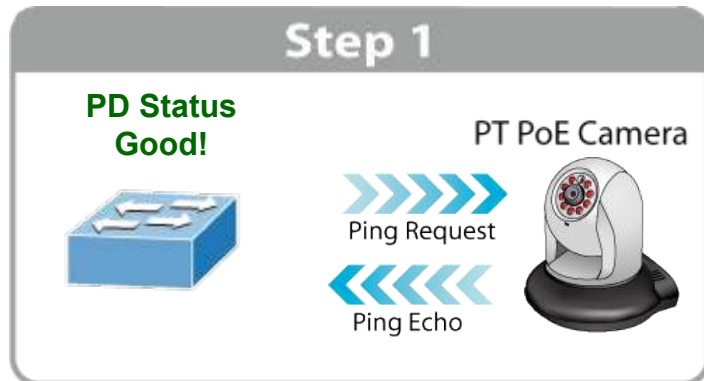 Step 1
PD Status
Good!
PT PoE Camera
Ping Request
Ping Echo